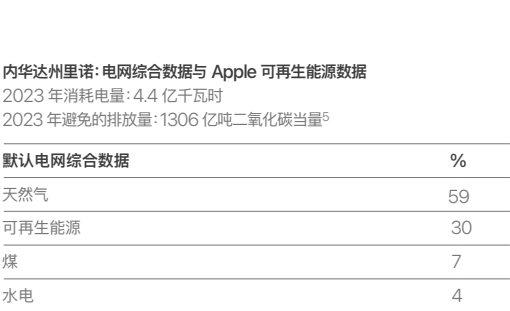 内华达州里诺：电网综合数据与 Apple 可再生能源数据
2023 年消耗电量：4.4 亿千瓦时
2023 年避免的排放量：1306 亿吨二氧化碳当量5
默认电网综合数据 %
天然气 59
可再生能源 30
煤 7
水电 4